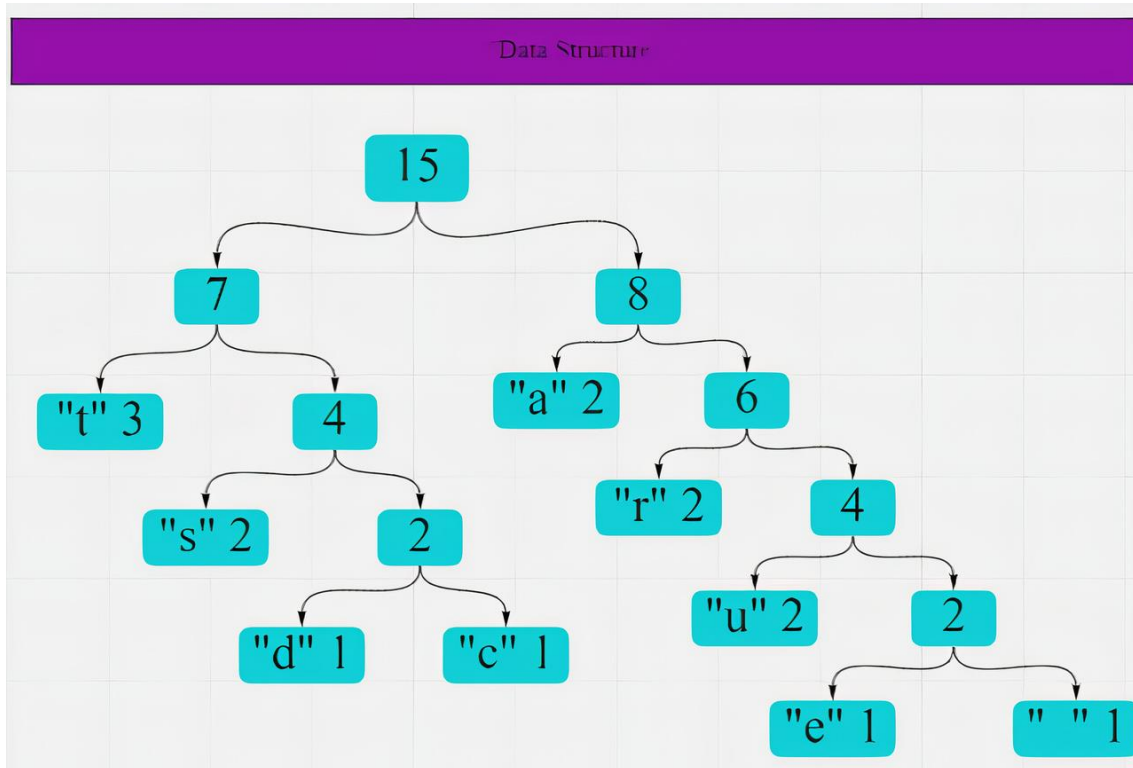 Data Structure
15
7 8
"t" 3 4 "a" 2 6
"s" 2 2 "r" 2 4
"d" 1 "c" 1 "u" 2 2
"e" 1 " " 1